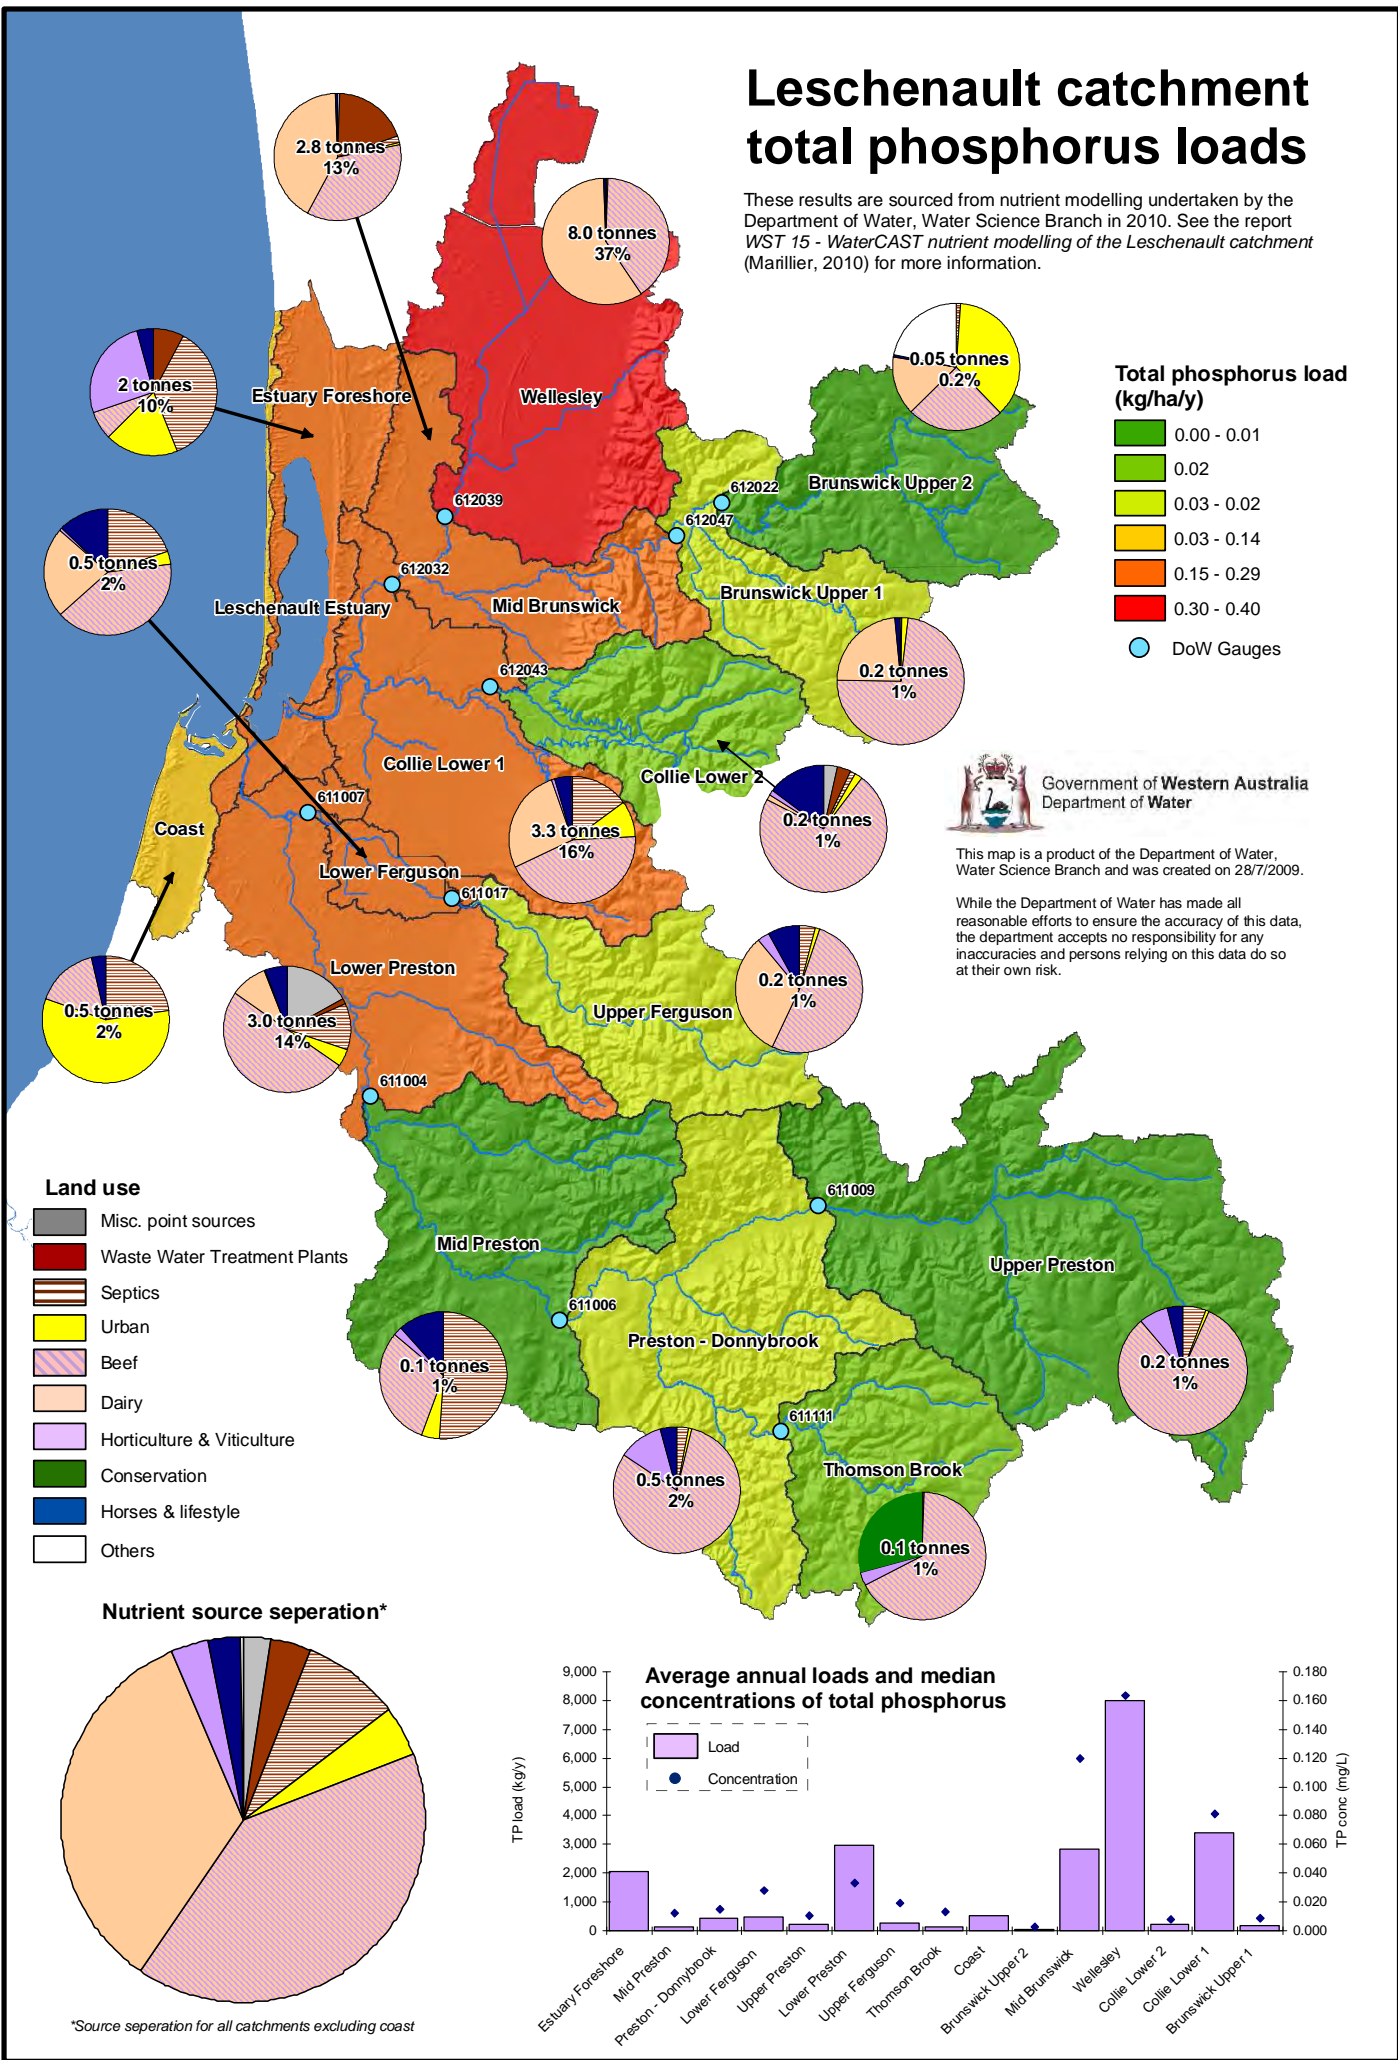 Leschenault catchment
total phosphorus loads
These results are sourced from nutrient modelling undertaken by the
Department of Water, Water Science Branch in 2010. See the report
WST 15 - WaterCAST nutrient modelling of the Leschenault catchment
(Marillier, 2010) for more information.
2.8 tonnes
13%
8.0 tonnes
37%
0.05 tonnes
0.2%
2 tonnes
10%
Estuary Foreshore
Wellesley
Total phosphorus load
(kg/ha/y)
0.00 - 0.01
0.02
0.03 - 0.02
0.03 - 0.14
0.15 - 0.29
0.30 - 0.40
DoW Gauges
Brunswick Upper 2
612022
612039
612047
0.5 tonnes
2%
612032
Leschenault Estuary
Mid Brunswick
Brunswick Upper 1
612043
0.2 tonnes
1%
Collie Lower 1
Collie Lower 2
Government of Western Australia
Department of Water
611007
Coast
3.3 tonnes
16%
0.2 tonnes
1%
This map is a product of the Department of Water,
Water Science Branch and was created on 28/7/2009.
While the Department of Water has made all
reasonable efforts to ensure the accuracy of this data,
the department accepts no responsibility for any
inaccuracies and persons relying on this data do so
at their own risk.
Lower Ferguson
611017
Lower Preston
0.2 tonnes
1%
0.5 tonnes
2%
3.0 tonnes
14%
Upper Ferguson
611004
611009
Mid Preston
Upper Preston
611006
Preston - Donnybrook
0.1 tonnes
1%
0.2 tonnes
1%
611111
Thomson Brook
0.5 tonnes
2%
0.1 tonnes
1%
Land use
Misc. point sources
Waste Water Treatment Plants
Septics
Urban
Beef
Dairy
Horticulture & Viticulture
Conservation
Horses & lifestyle
Others
Nutrient source seperation*
*Source seperation for all catchments excluding coast
Average annual loads and median
concentrations of total phosphorus
Load
Concentration
TP load (kg/y)
9,000
8,000
7,000
6,000
5,000
4,000
3,000
2,000
1,000
0
0.180
0.160
0.140
0.120
0.100
0.080
0.060
0.040
0.020
0.000
TP conc (mg/L)
Estuary Foreshore
Mid Preston
Preston - Donnybrook
Lower Ferguson
Upper Preston
Lower Preston
Upper Ferguson
Thomson Brook
Coast
Brunswick Upper 2
Mid Brunswick
Wellesley
Collie Lower 2
Collie Lower 1
Brunswick Upper 1